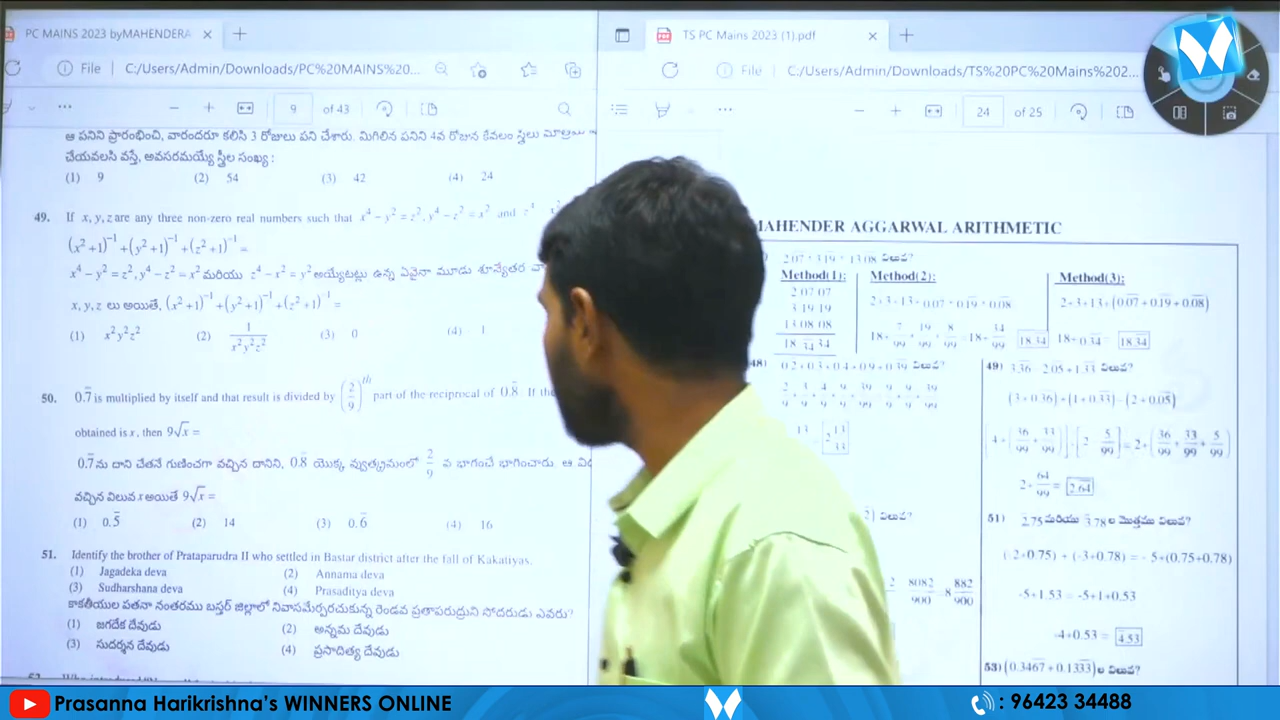 PC MAINS 2023 byMAHENDERA
File C:/Users/Admin/Downloads/PC%20MAINS%20...
9 of 43
ఆ పనిని ప్రారంభించి, వారందరూ కలిసి 3 రోజులు పని చేశారు. మిగిలిన పనిని 4వ రోజున కేవలం స్త్రీలు మాత్రమే
చేయవలసి వస్తే, అవసరమయ్యే స్త్రీల సంఖ్య :
(1) 9 (2) 54 (3) 42 (4) 24
49. If x, y, z are any three non-zero real numbers such that x⁴ − y² = z², y⁴ − z² = x² and
(x²+1)⁻¹ + (y²+1)⁻¹ + (z²+1)⁻¹ =
x⁴ − y² = z², y⁴ − z² = x² మరియు z⁴ − x² = y² అయ్యేటట్లు ఉన్న ఏవైనా మూడు శూన్యేతర
x, y, z లు అయితే, (x²+1)⁻¹ + (y²+1)⁻¹ + (z²+1)⁻¹ =
(1) x²y²z² (2) 1/x²y²z² (3) 0 (4) 1
50. 0.7̅ is multiplied by itself and that result is divided by (2/9)th part of the reciprocal of 0.8̅. If the
obtained is x, then 9√x =
0.7̅ను దాని చేతనే గుణించగా వచ్చిన దానిని, 0.8̅ యొక్క వ్యుత్క్రమంలో 2/9 వ భాగంచే భాగించారు. ఆ
వచ్చిన విలువ x అయితే 9√x =
(1) 0.5̅ (2) 14 (3) 0.6̅ (4) 16
51. Identify the brother of Prataparudra II who settled in Bastar district after the fall of Kakatiyas.
(1) Jagadeka deva (2) Annama deva
(3) Sudharshana deva (4) Prasaditya deva
కాకతీయుల పతనా నంతరము బస్తర్ జిల్లాలో నివాసమేర్పరచుకున్న రెండవ ప్రతాపరుద్రుని సోదరుడు ఎవరు?
(1) జగదేక దేవుడు (2) అన్నమ దేవుడు
(3) సుదర్శన దేవుడు (4) ప్రసాదిత్య దేవుడు
TS PC Mains 2023 (1).pdf
File C:/Users/Admin/Downloads/TS%20PC%20Mains%202...
24 of 25
MAHENDER AGGARWAL ARITHMETIC
Method(1): Method(2): Method(3):
2.07 07
3.19 19
13.08 08
18.34 34
49) 3.36 - 2.05 + 1.33 విలువ?
(3 + 0.36) + (1 + 0.33) − (2 + 0.05)
2 + 64/99 = 2.64
51) 2.75 మరియు 3.78 ల మొత్తము విలువ?
(-2+0.75) + (-3+0.78) = - 5+(0.75+0.78)
-5+1.53 = -5+1+0.53
-4+0.53 = 4.53
53) (0.3467 + 0.1333) ల విలువ?
Prasanna Harikrishna's WINNERS ONLINE
: 96423 34488